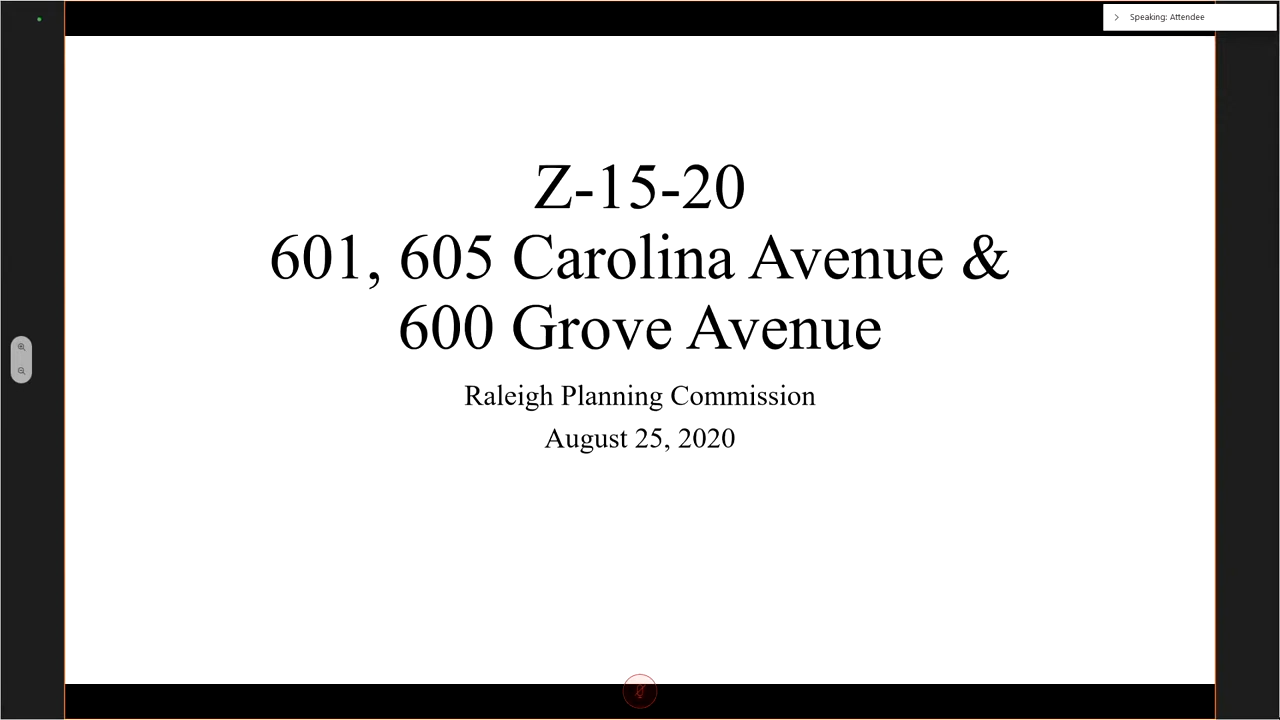 Speaking: Attendee
Z-15-20
601, 605 Carolina Avenue &
600 Grove Avenue
Raleigh Planning Commission
August 25, 2020